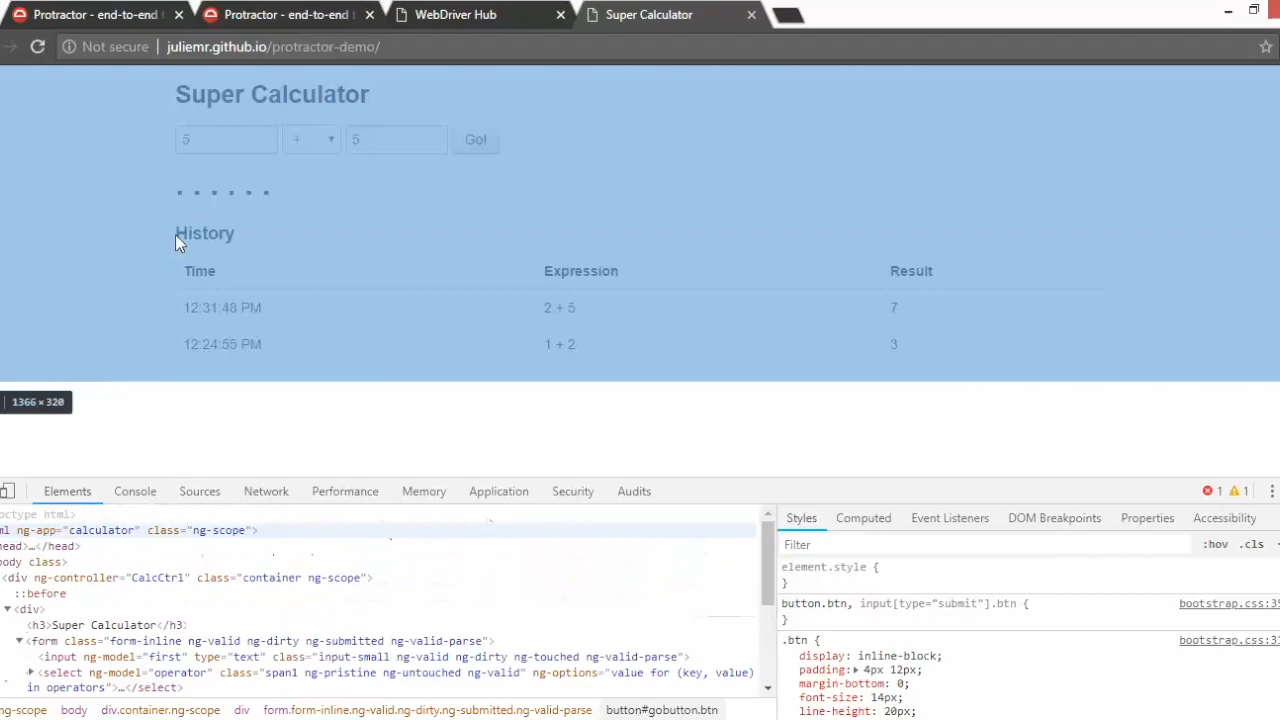 Protractor - end-to-end t
Protractor - end-to-end t
WebDriver Hub
Super Calculator
Not secure | juliemr.github.io/protractor-demo/
Super Calculator
5 + 5 Go!
. . . . . .
History
Time Expression Result
12:31:48 PM 2 + 5 7
12:24:55 PM 1 + 2 3
1366 × 320
Elements Console Sources Network Performance Memory Application Security Audits 1 1
octype html>
ml ng-app="calculator" class="ng-scope">
head>…</head>
body class>
<div ng-controller="CalcCtrl" class="container ng-scope">
::before
<div>
<h3>Super Calculator</h3>
<form class="form-inline ng-valid ng-dirty ng-submitted ng-valid-parse">
<input ng-model="first" type="text" class="input-small ng-valid ng-dirty ng-touched ng-valid-parse">
<select ng-model="operator" class="span1 ng-pristine ng-untouched ng-valid" ng-options="value for (key, value)
in operators">…</select>
ng-scope body div.container.ng-scope div form.form-inline.ng-valid.ng-dirty.ng-submitted.ng-valid-parse button#gobutton.btn
Styles Computed Event Listeners DOM Breakpoints Properties Accessibility
Filter :hov .cls
element.style {
}
button.btn, input[type="submit"].btn { bootstrap.css:35
}
.btn { bootstrap.css:3
display: inline-block;
padding: 4px 12px;
margin-bottom: 0;
font-size: 14px;
line-height: 20px;